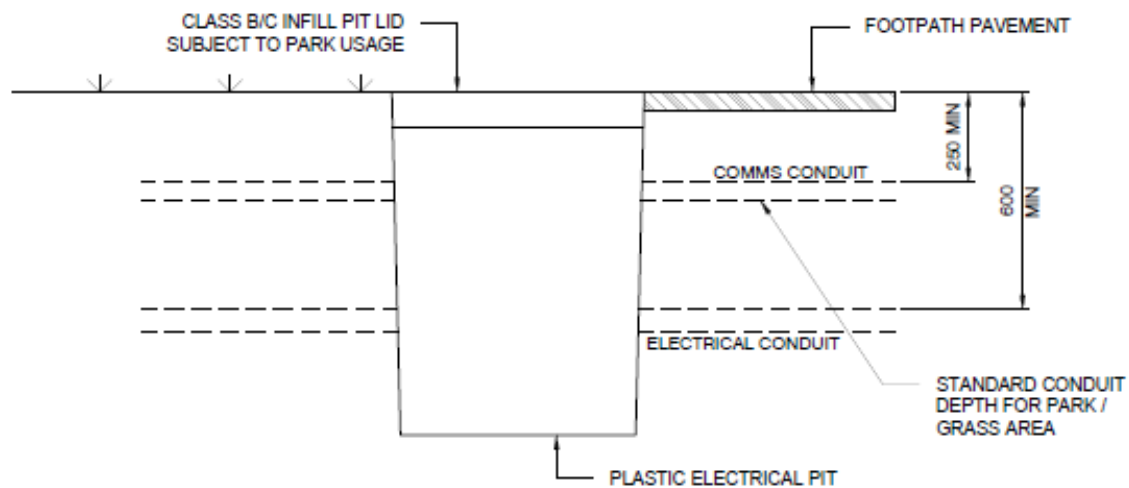 CLASS B/C INFILL PIT LID
SUBJECT TO PARK USAGE
FOOTPATH PAVEMENT
250 MIN
COMMS CONDUIT
600
MIN
ELECTRICAL CONDUIT
STANDARD CONDUIT
DEPTH FOR PARK /
GRASS AREA
PLASTIC ELECTRICAL PIT